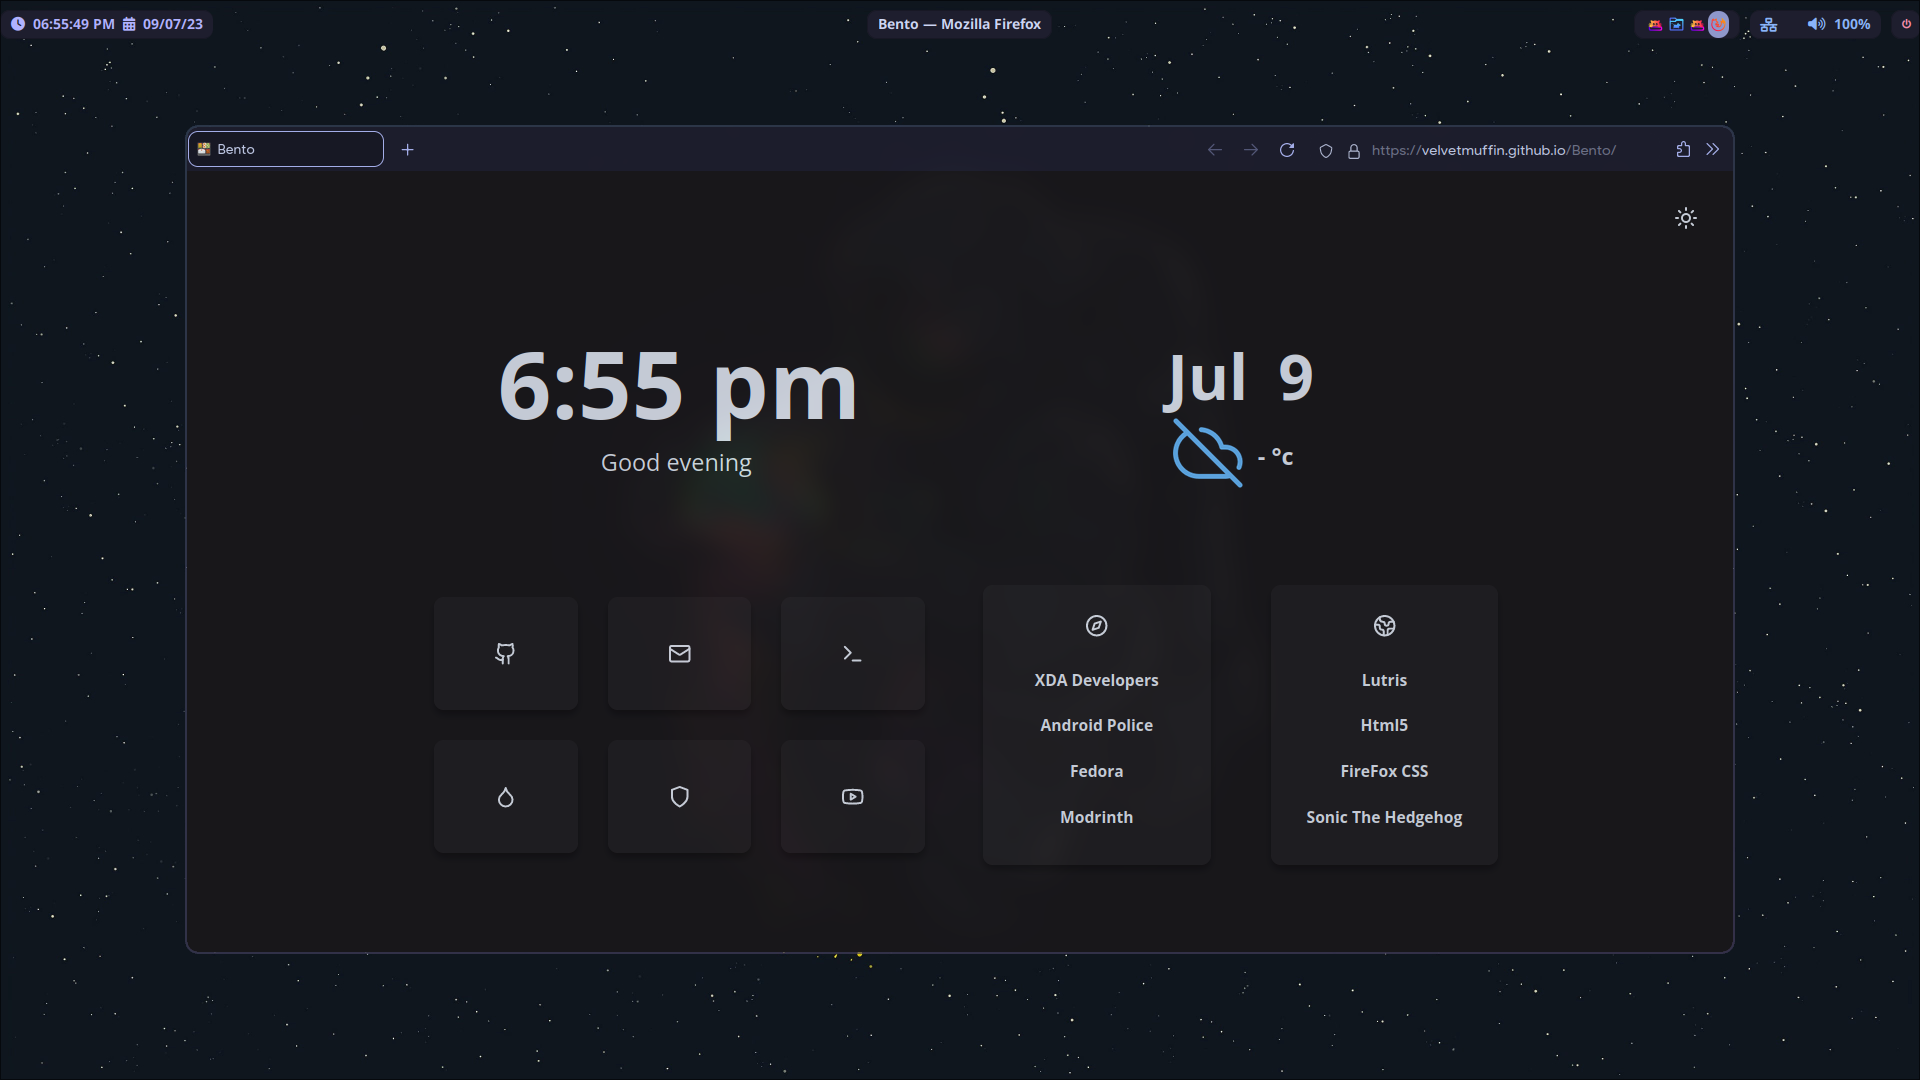 06:55:49 PM 09/07/23
Bento — Mozilla Firefox
100%
Bento
https://velvetmuffin.github.io/Bento/
6:55 pm
Good evening
Jul 9
- °c
XDA Developers
Android Police
Fedora
Modrinth
Lutris
Html5
FireFox CSS
Sonic The Hedgehog